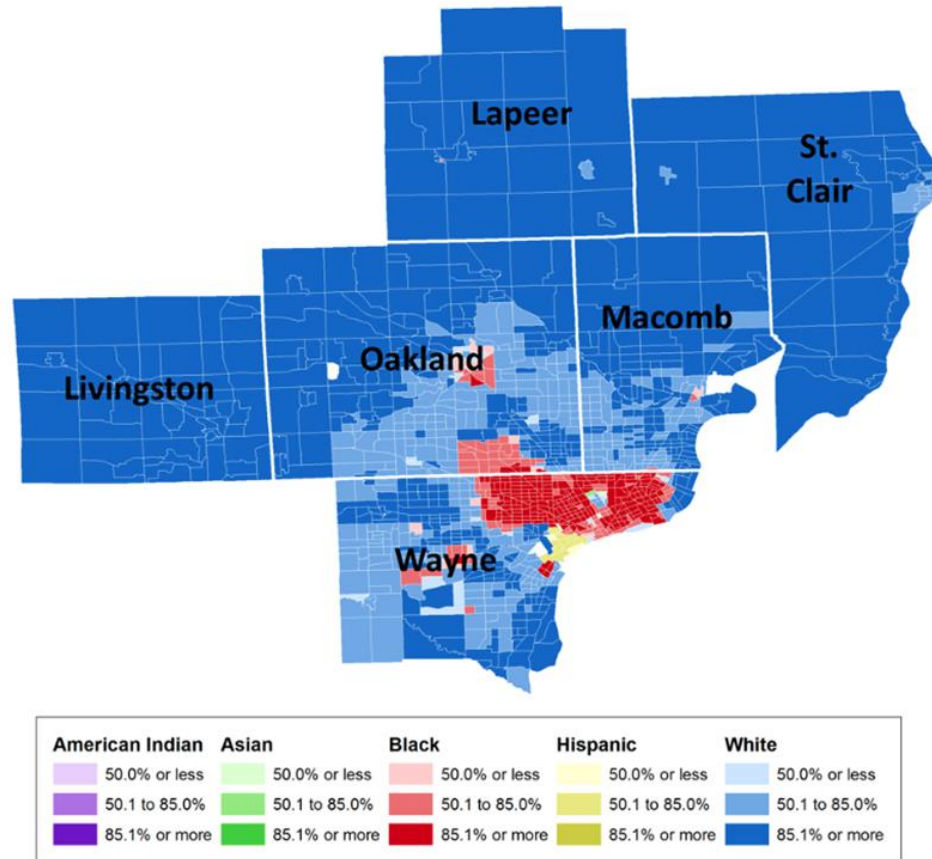 Lapeer
St.
Clair
Macomb
Oakland
Livingston
Wayne
American Indian Asian Black Hispanic White
50.0% or less 50.0% or less 50.0% or less 50.0% or less 50.0% or less
50.1 to 85.0% 50.1 to 85.0% 50.1 to 85.0% 50.1 to 85.0% 50.1 to 85.0%
85.1% or more 85.1% or more 85.1% or more 85.1% or more 85.1% or more